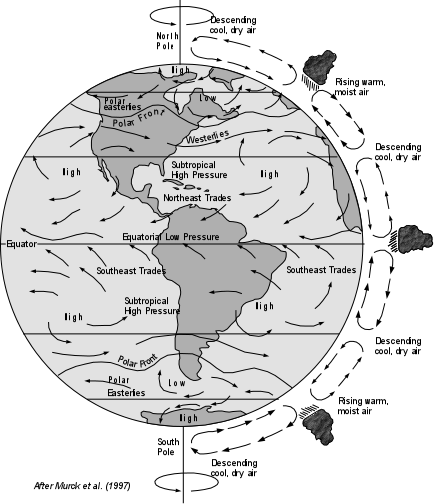 Descending
cool, dry air
North
Pole
High
Rising warm,
moist air
Polar
easterlies
Low
Polar Front
Westerlies
Descending
cool, dry air
Subtropical
High Pressure
High
High
Northeast Trades
Equator
Equatorial Low Pressure
Southeast Trades
Southeast Trades
Subtropical
High Pressure
High
High
Descending
cool, dry air
Polar Front
Polar
Low
Easterlies
Rising warm,
moist air
High
South
Pole
Descending
cool, dry air
After Murck et al. (1997)